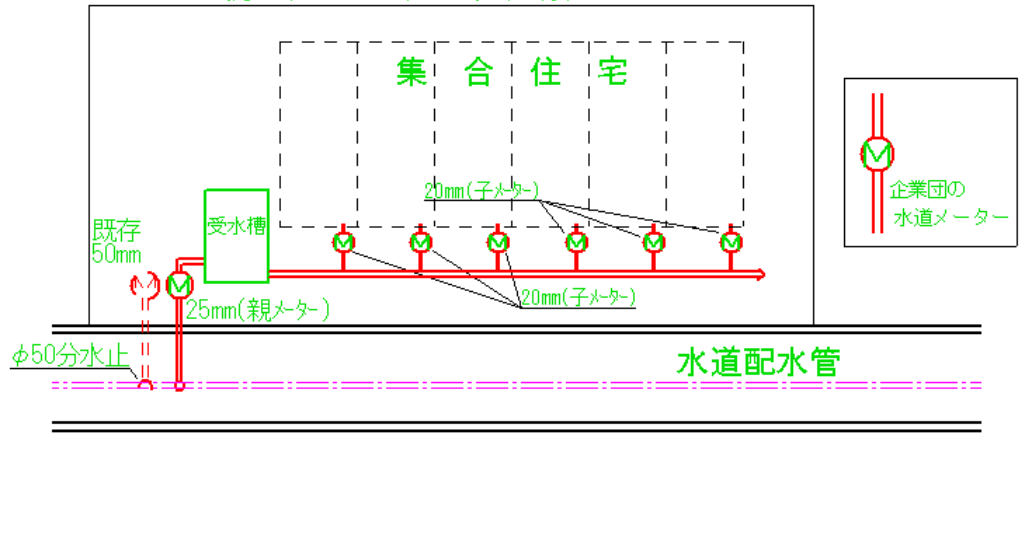 集合住宅
20mm(子メーター)
企業団の
水道メーター
受水槽
既存
50mm
20mm(子メーター)
25mm(親メーター)
φ50分水止
水道配水管